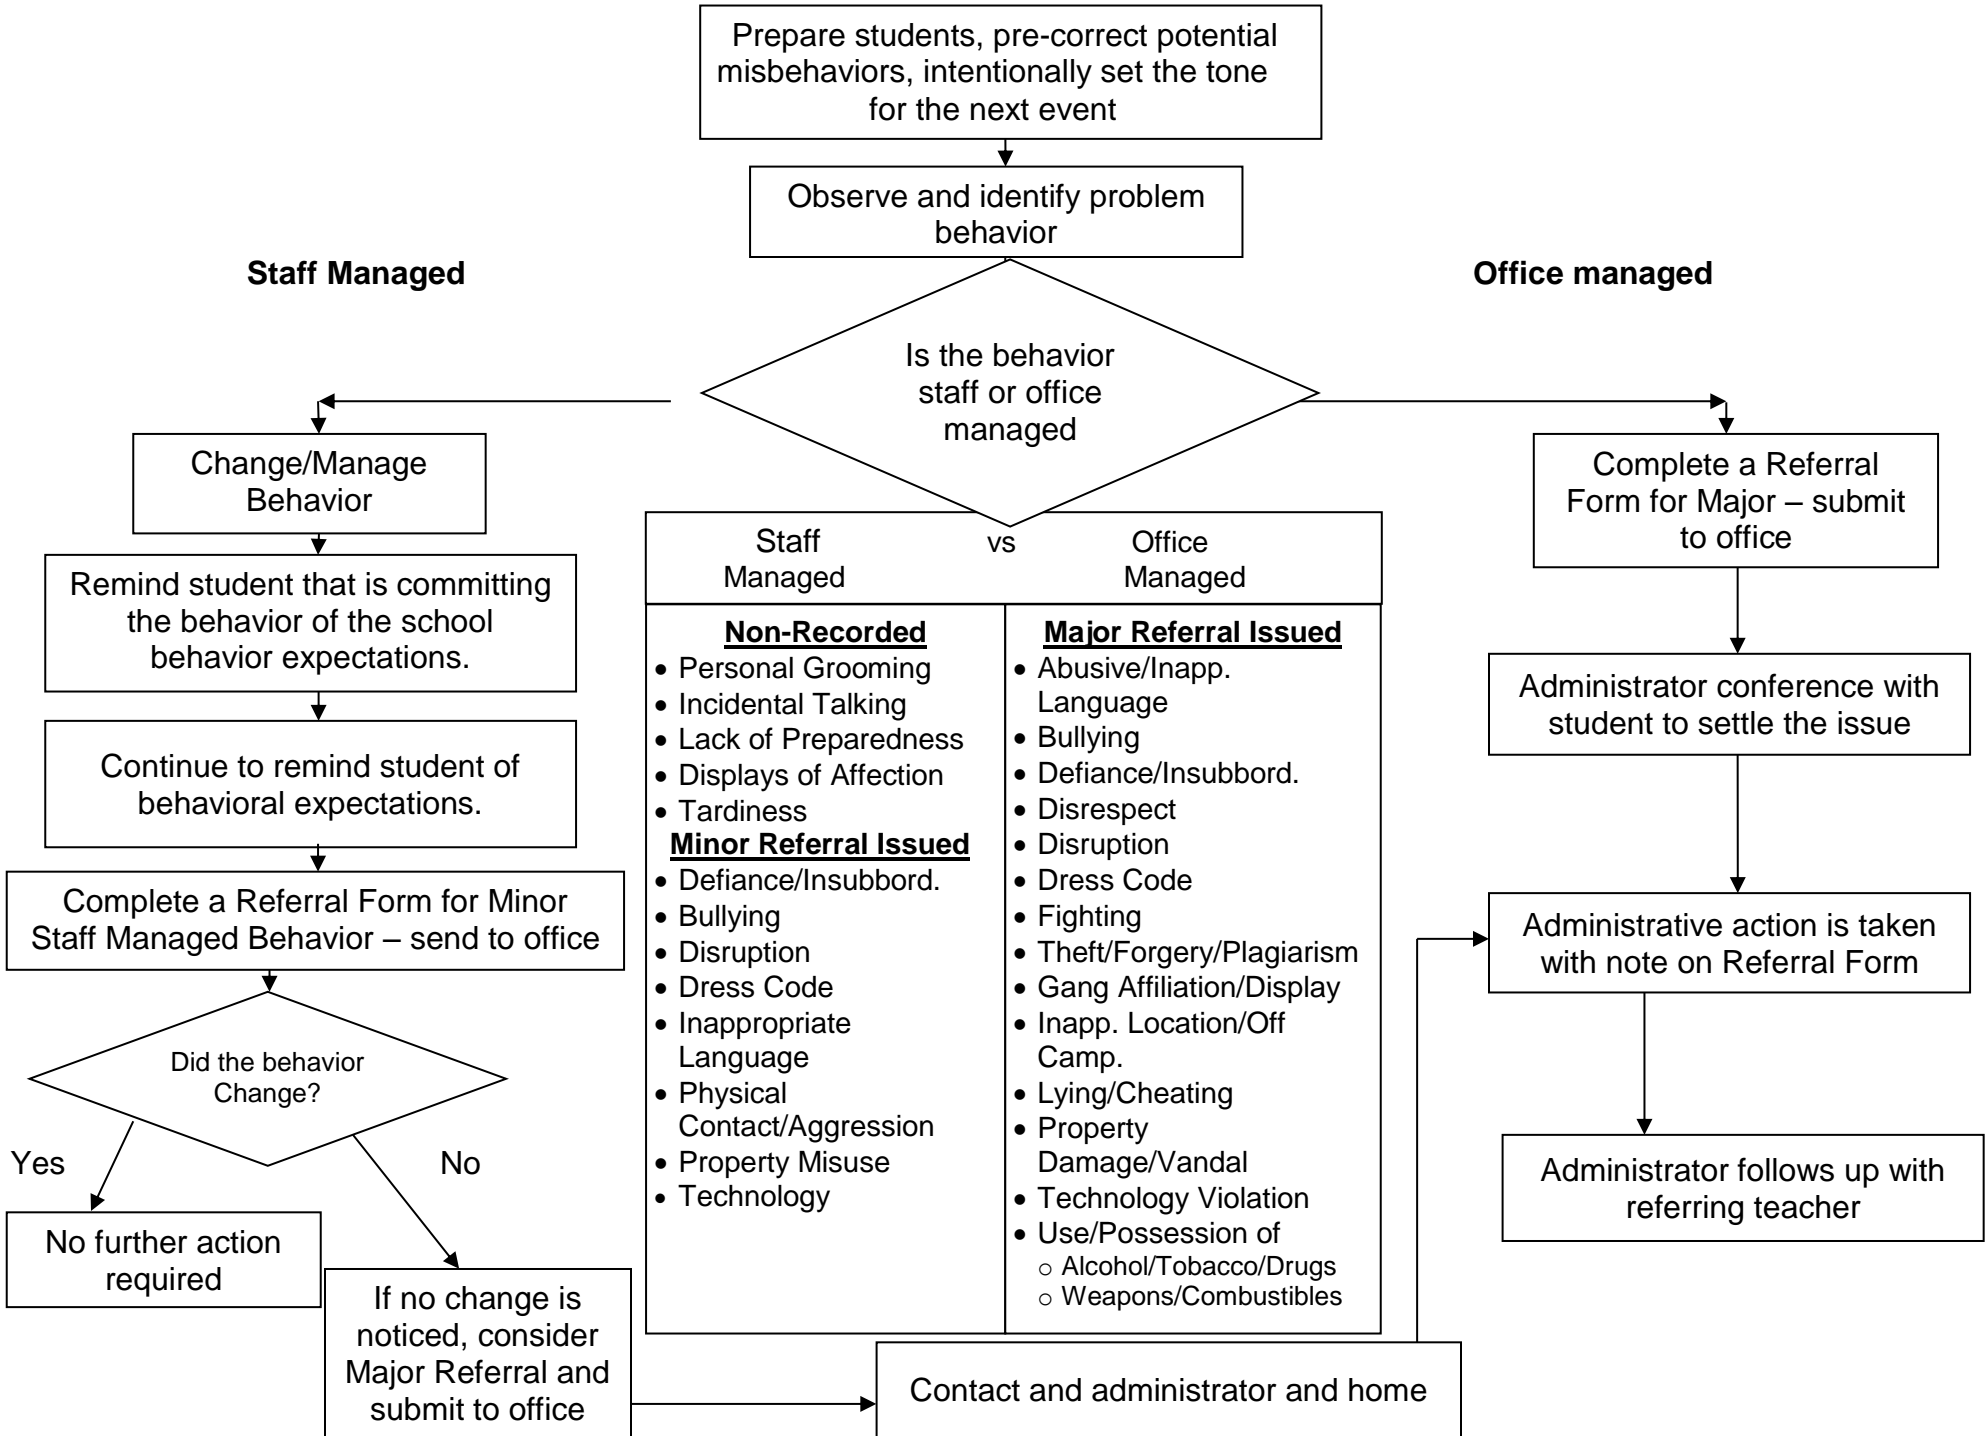 Prepare students, pre-correct potential
misbehaviors, intentionally set the tone
for the next event
Observe and identify problem
behavior
Staff Managed
Office managed
Is the behavior
staff or office
managed
Change/Manage
Behavior
Remind student that is committing
the behavior of the school
behavior expectations.
Continue to remind student of
behavioral expectations.
Complete a Referral Form for Minor
Staff Managed Behavior – send to office
Did the behavior
Change?
Yes
No
No further action
required
If no change is
noticed, consider
Major Referral and
submit to office
Staff vs Office
Managed Managed
Non-Recorded
• Personal Grooming
• Incidental Talking
• Lack of Preparedness
• Displays of Affection
• Tardiness
Minor Referral Issued
• Defiance/Insubbord.
• Bullying
• Disruption
• Dress Code
• Inappropriate
Language
• Physical
Contact/Aggression
• Property Misuse
• Technology
Major Referral Issued
• Abusive/Inapp.
Language
• Bullying
• Defiance/Insubbord.
• Disrespect
• Disruption
• Dress Code
• Fighting
• Theft/Forgery/Plagiarism
• Gang Affiliation/Display
• Inapp. Location/Off
Camp.
• Lying/Cheating
• Property
Damage/Vandal
• Technology Violation
• Use/Possession of
o Alcohol/Tobacco/Drugs
o Weapons/Combustibles
Contact and administrator and home
Complete a Referral
Form for Major – submit
to office
Administrator conference with
student to settle the issue
Administrative action is taken
with note on Referral Form
Administrator follows up with
referring teacher